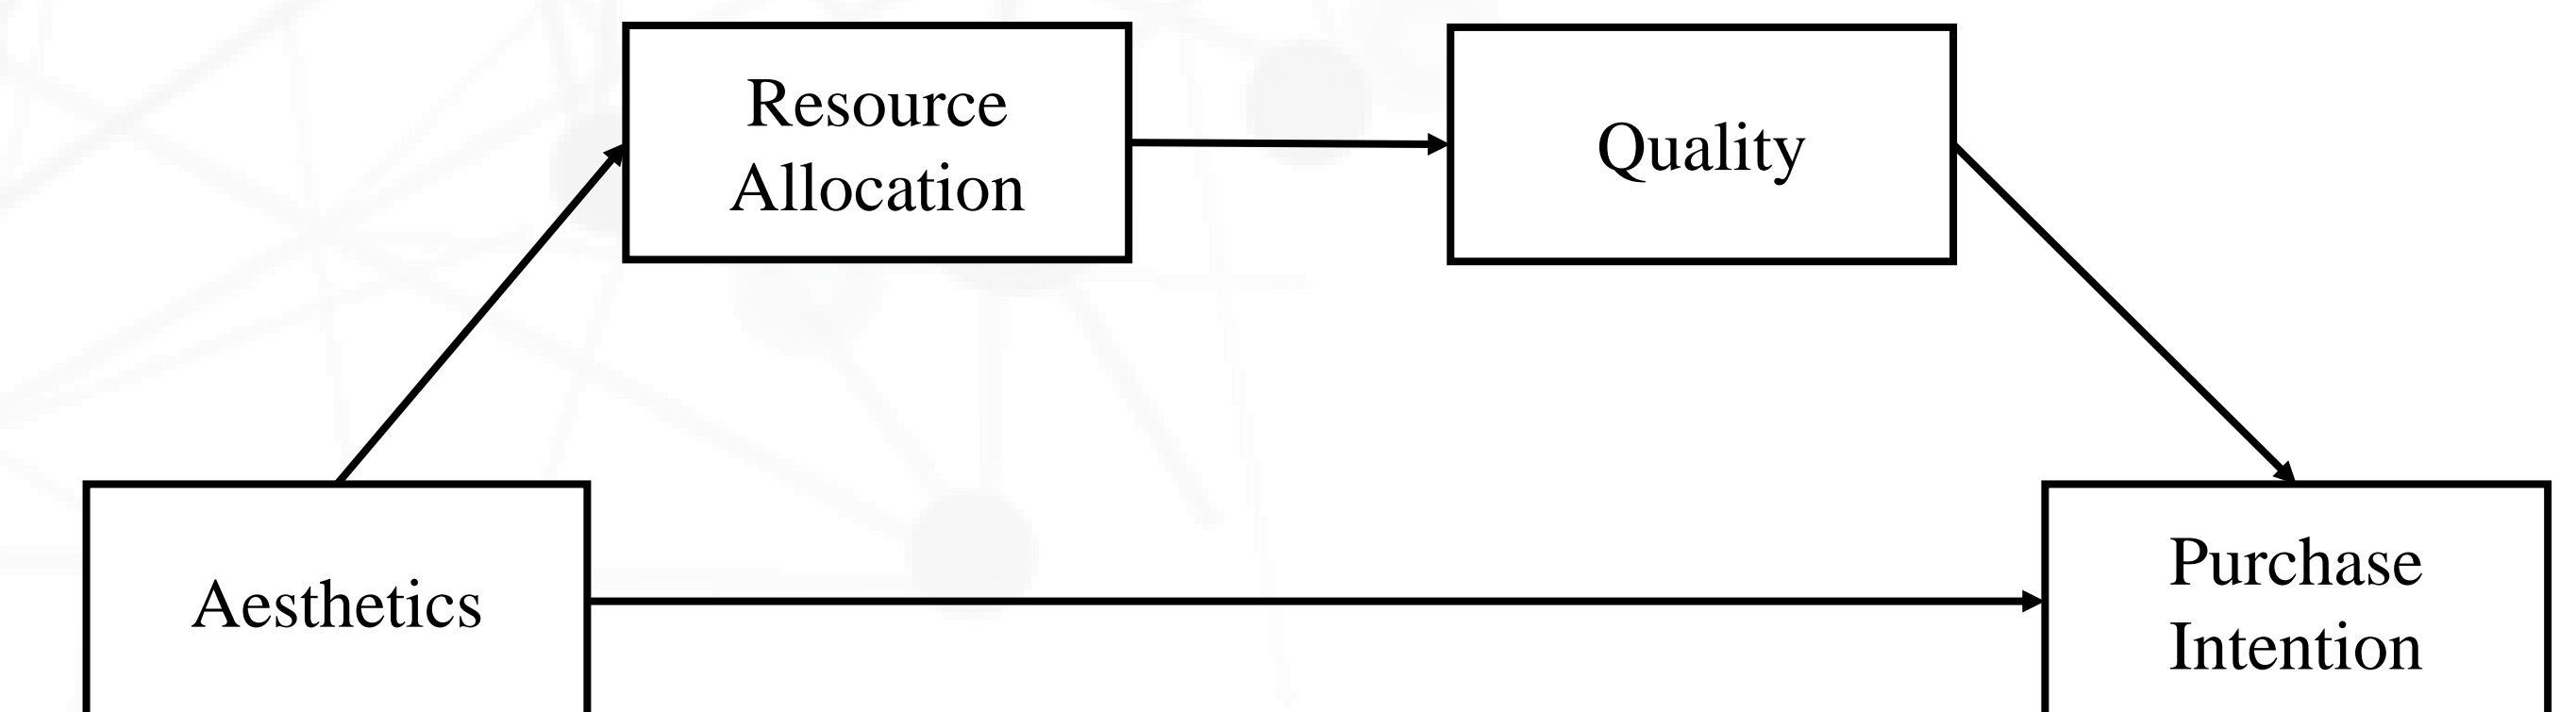 Resource
Allocation
Quality
Aesthetics
Purchase
Intention